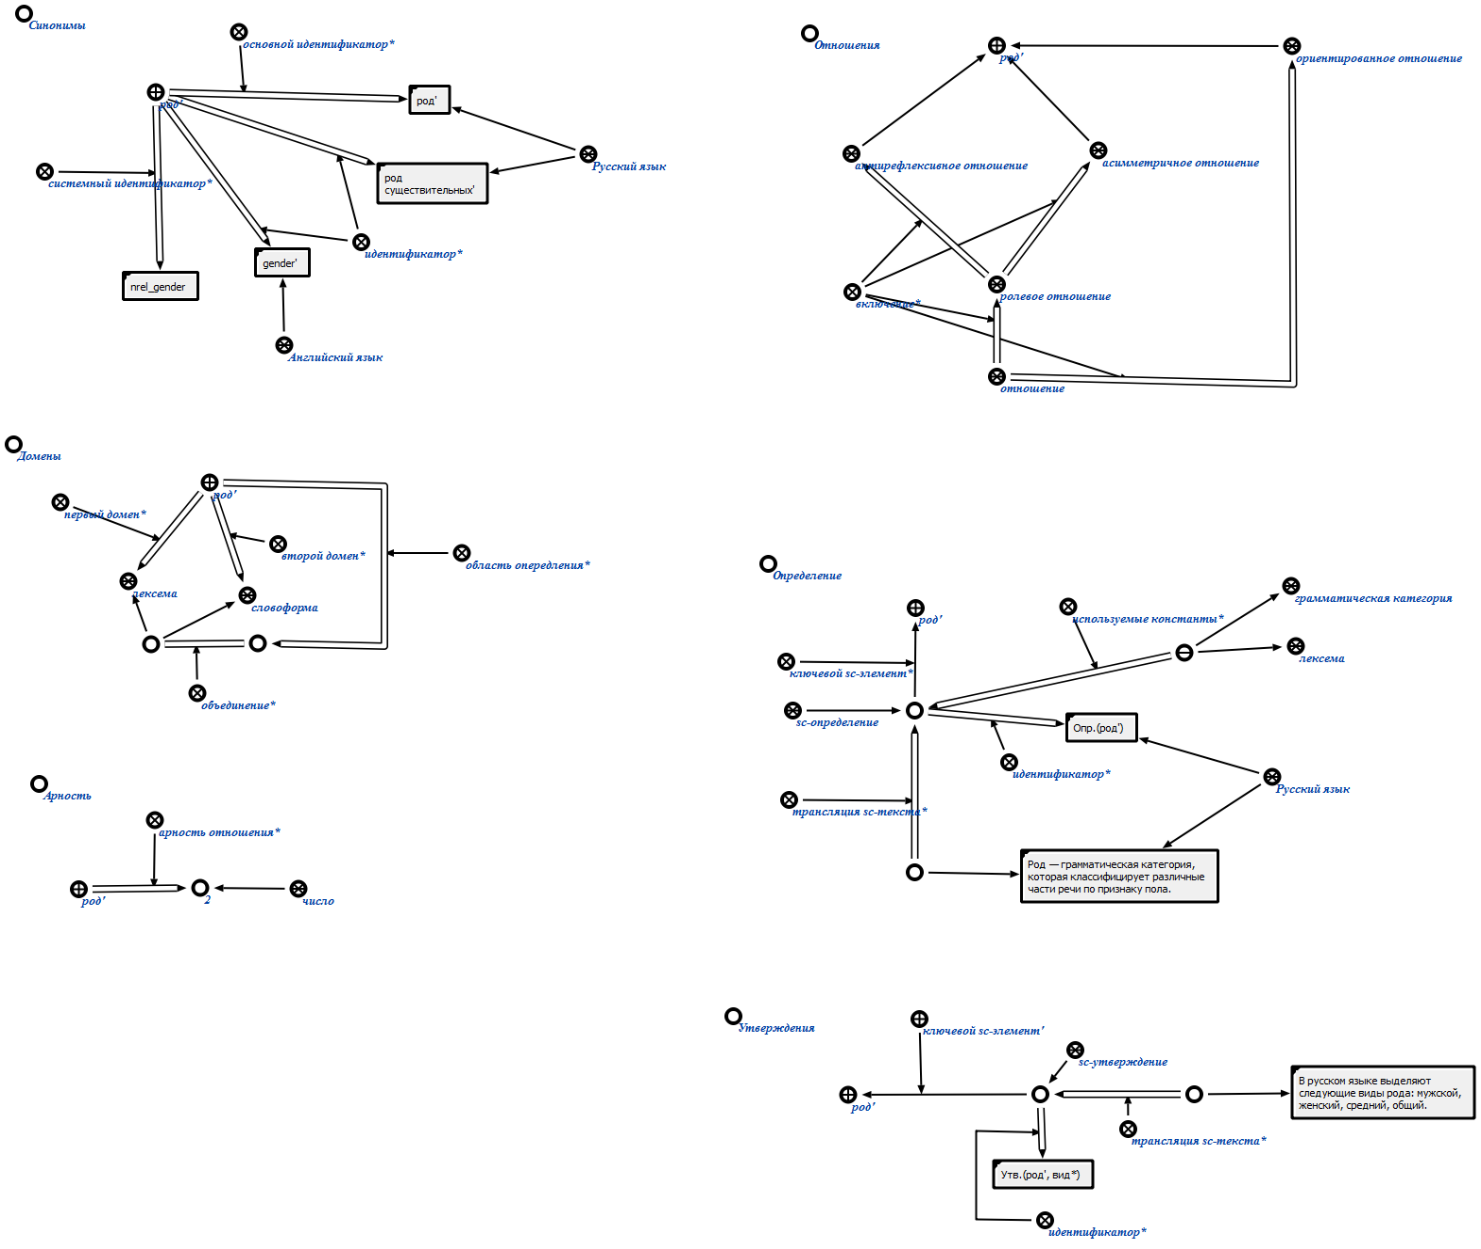 Синонимы
основной идентификатор*
род'
род'
Русский язык
системный идентификатор*
род
существительных'
идентификатор*
gender'
nrel_gender
Английский язык
Отношения
род'
ориентированное отношение
антирефлексивное отношение
асимметричное отношение
включение*
ролевое отношение
отношение
Домены
род'
первый домен*
второй домен*
область опередления*
лексема
словоформа
объединение*
Арность
арность отношения*
род'
2
число
Определение
род'
используемые константы*
грамматическая категория
лексема
ключевой sc-элемент*
sc-определение
Опр.(род')
идентификатор*
Русский язык
трансляция sc-текста*
Род — грамматическая категория,
которая классифицирует различные
части речи по признаку пола.
Утверждения
ключевой sc-элемент'
sc-утверждение
род'
В русском языке выделяют
следующие виды рода: мужской,
женский, средний, общий.
трансляция sc-текста*
Утв.(род', вид*)
идентификатор*